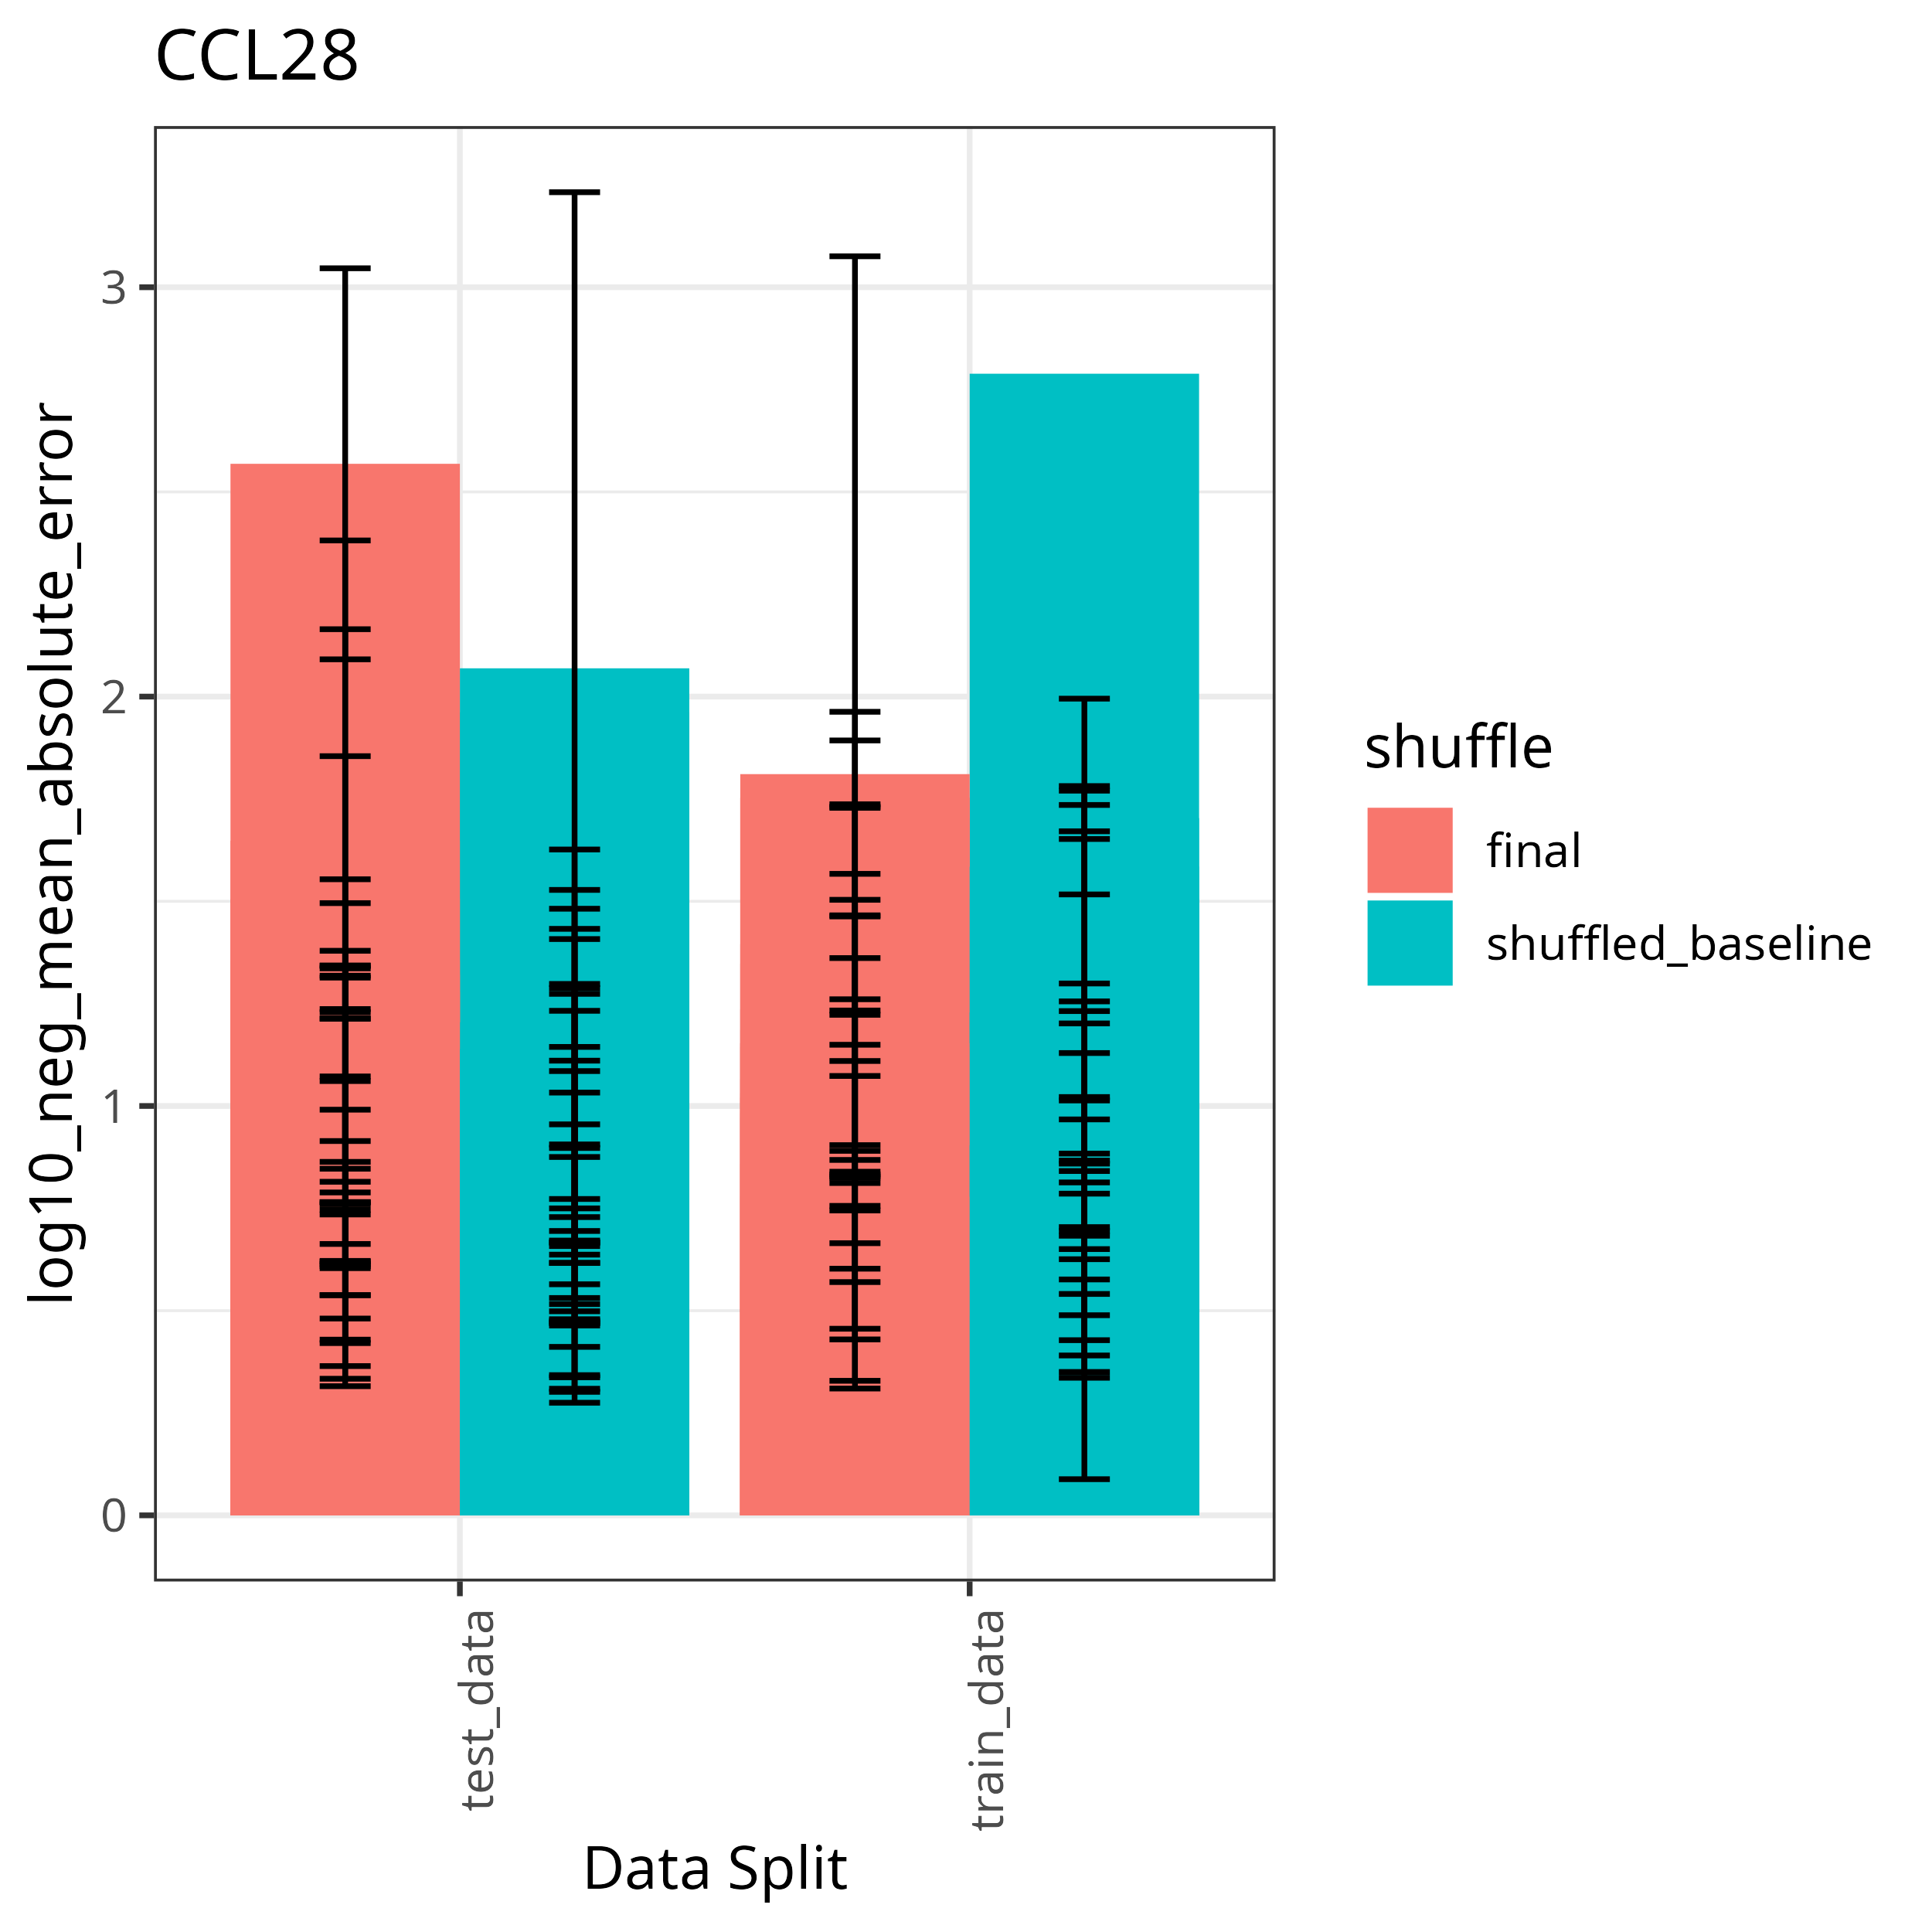 CCL28
log10_neg_mean_absolute_error
3
2
1
0
test_data
train_data
Data Split
shuffle
final
shuffled_baseline